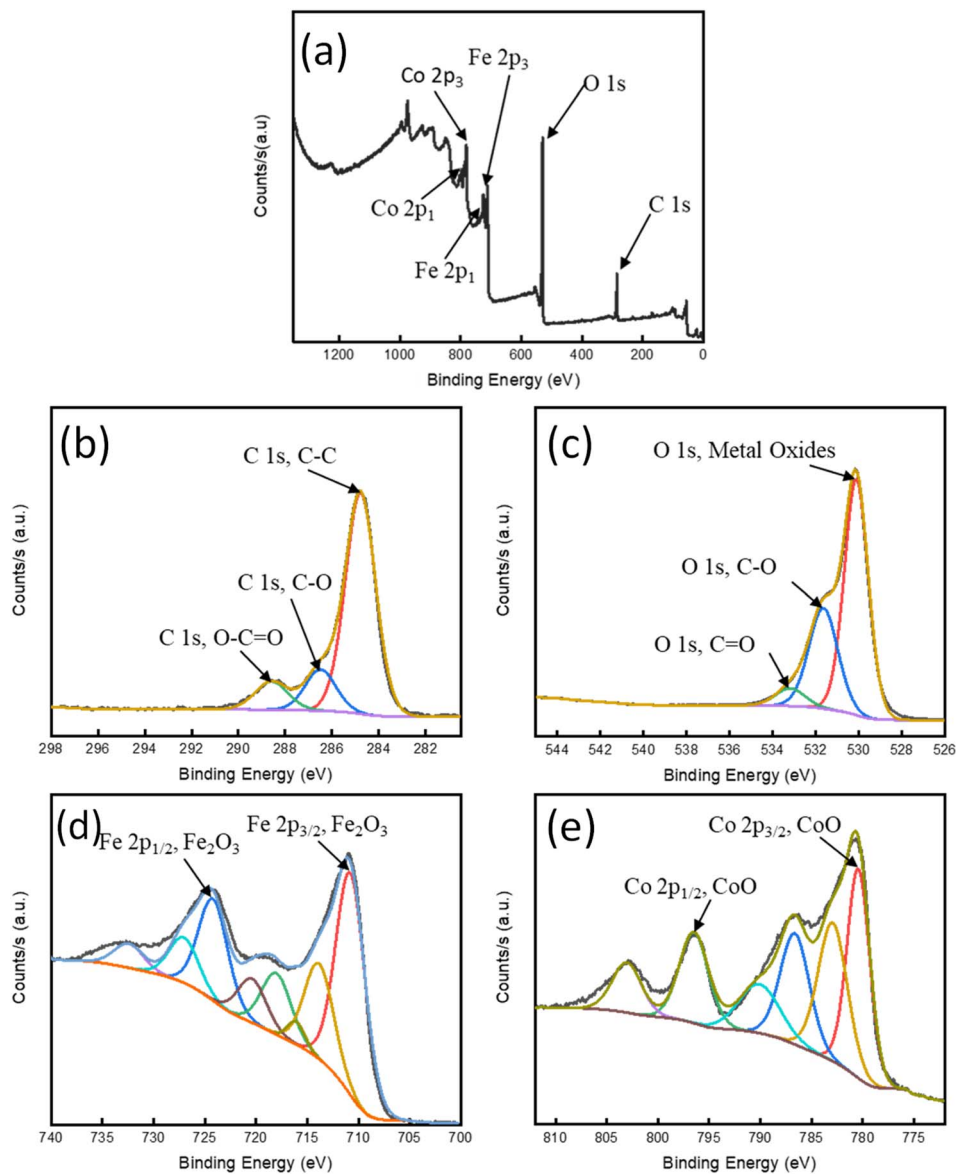 (a)
Fe 2p₃
Co 2p₃
O 1s
Co 2p₁
C 1s
Fe 2p₁
Counts/s(a.u)
1200 1000 800 600 400 200 0
Binding Energy (eV)
(b)
C 1s, C-C
C 1s, C-O
C 1s, O-C=O
Counts/s (a.u.)
298 296 294 292 290 288 286 284 282
Binding Energy (eV)
(c)
O 1s, Metal Oxides
O 1s, C-O
O 1s, C=O
Counts/s (a.u.)
544 542 540 538 536 534 532 530 528 526
Binding Energy (eV)
(d)
Fe 2p₃/₂, Fe₂O₃
Fe 2p₁/₂, Fe₂O₃
Counts/s (a.u.)
740 735 730 725 720 715 710 705 700
Binding Energy (eV)
(e)
Co 2p₃/₂, CoO
Co 2p₁/₂, CoO
Counts/s (a.u.)
805 800 795 790 785 780 775
Binding Energy (eV)